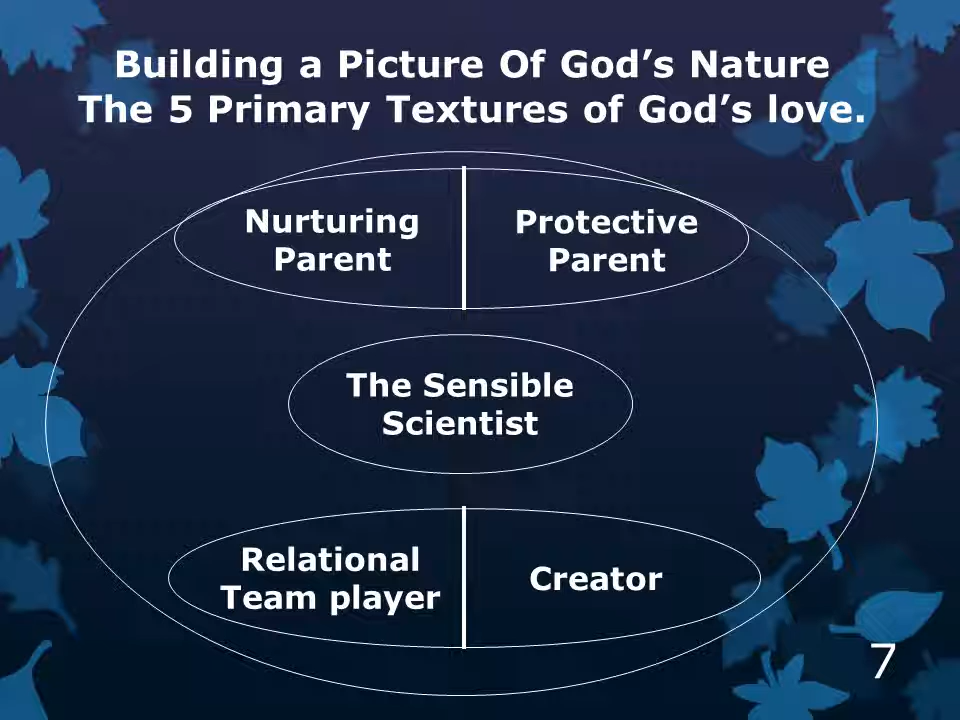 Building a Picture Of God’s Nature
The 5 Primary Textures of God’s love.
Nurturing
Parent
Protective
Parent
The Sensible
Scientist
Relational
Team player
Creator
7